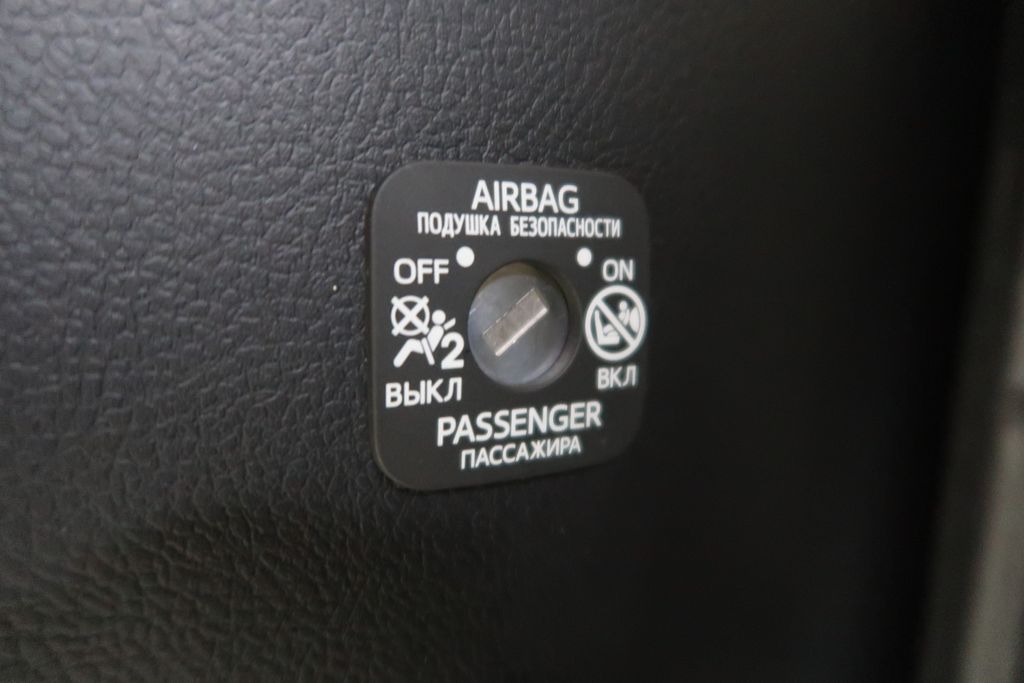 AIRBAG
ПОДУШКА БЕЗОПАСНОСТИ
OFF ON
2
ВЫКЛ ВКЛ
PASSENGER
ПАССАЖИРА